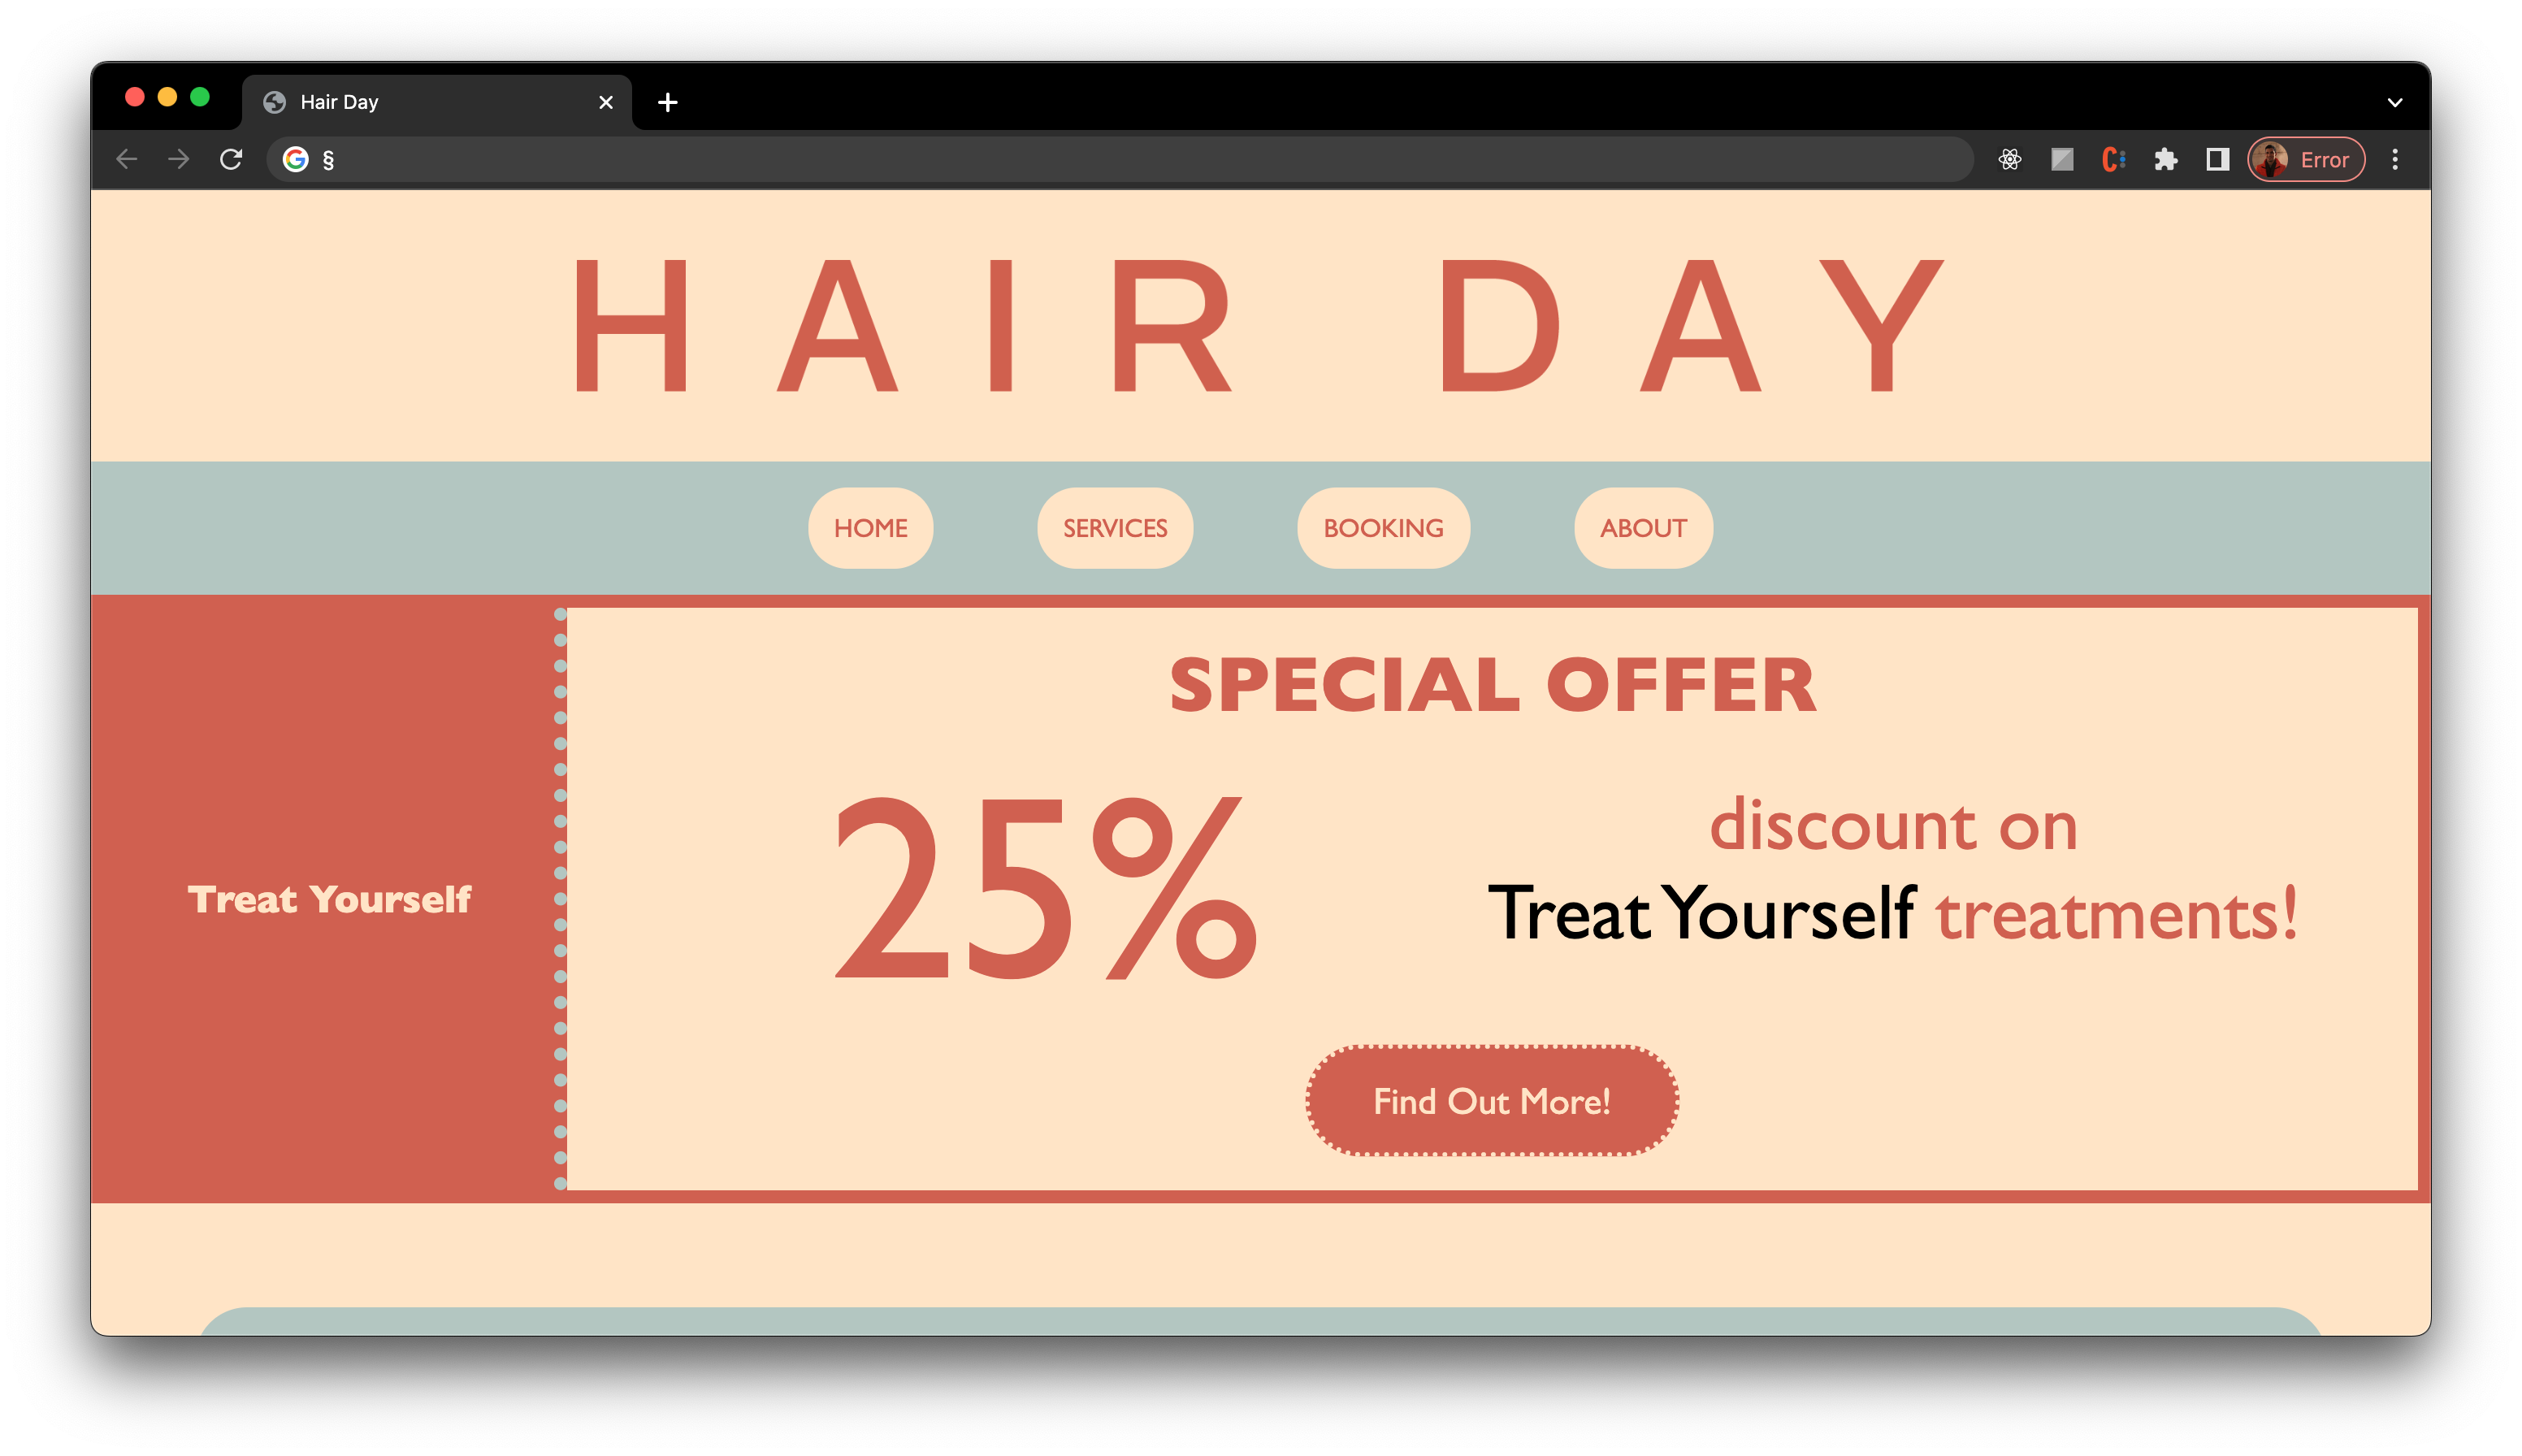 Hair Day
§
Error
HAIR DAY
HOME SERVICES BOOKING ABOUT
Treat Yourself
SPECIAL OFFER
25%
discount on
Treat Yourself treatments!
Find Out More!